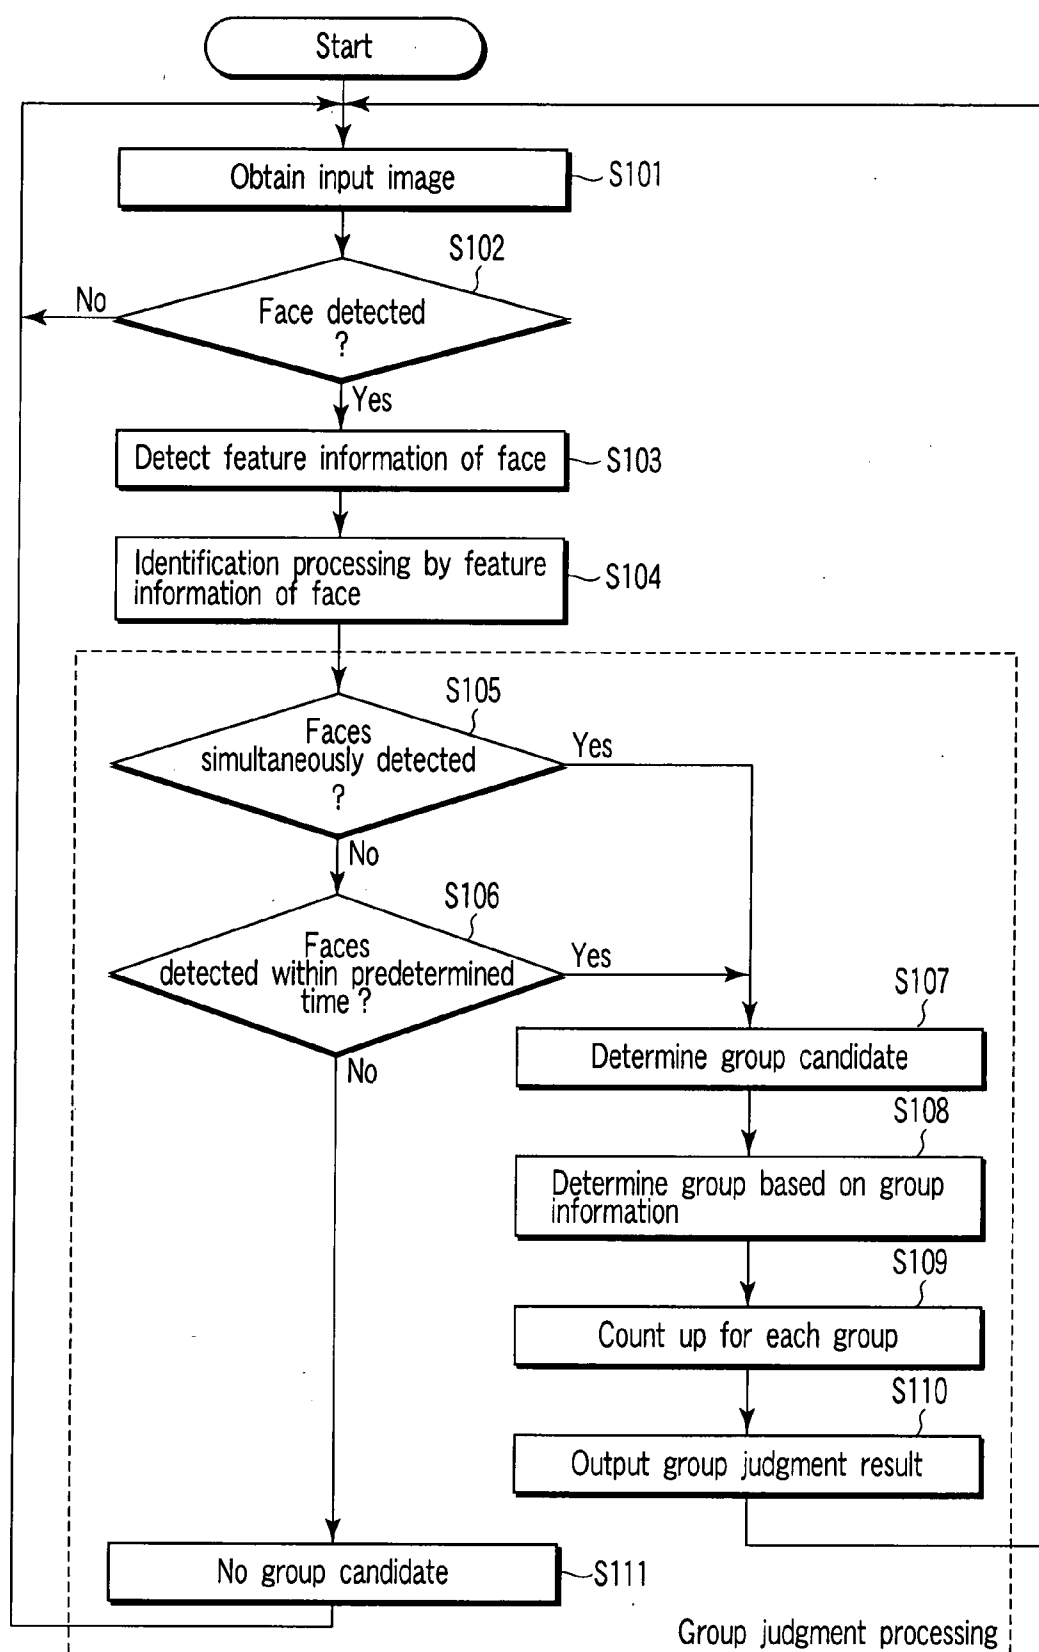 Start
Obtain input image
S101
S102
No
Face detected
?
Yes
Detect feature information of face
S103
Identification processing by feature
information of face
S104
S105
Faces
simultaneously detected
?
Yes
No
S106
Faces
detected within predetermined
time ?
Yes
No
S107
Determine group candidate
S108
Determine group based on group
information
S109
Count up for each group
S110
Output group judgment result
No group candidate
S111
Group judgment processing